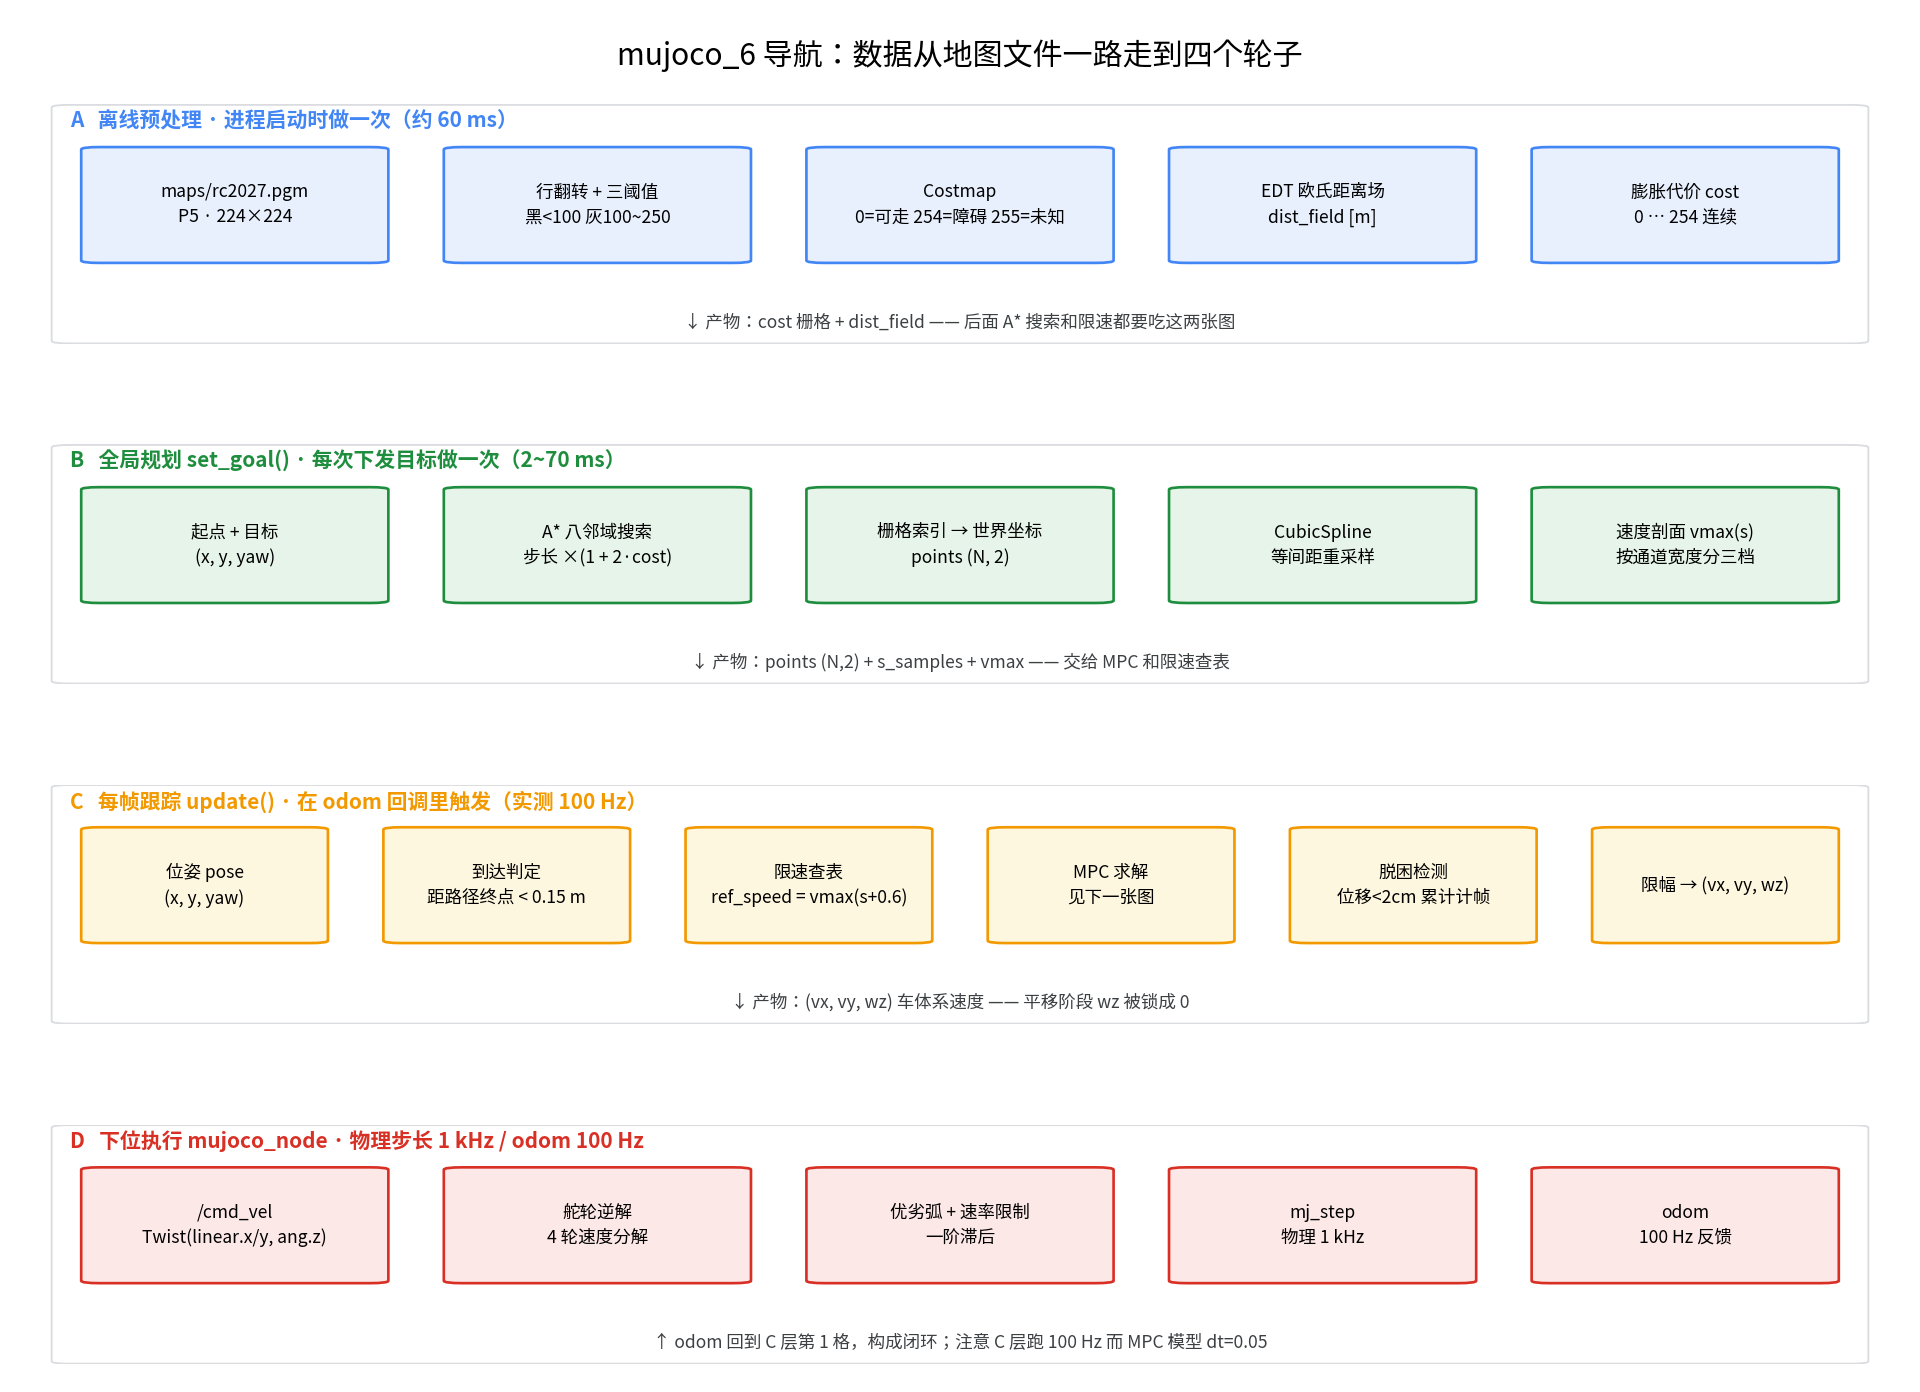 mujoco_6 导航：数据从地图文件一路走到四个轮子
A 离线预处理 · 进程启动时做一次（约 60 ms）
maps/rc2027.pgm
P5 · 224×224
行翻转 + 三阈值
黑<100 灰100~250
Costmap
0=可走 254=障碍 255=未知
EDT 欧氏距离场
dist_field [m]
膨胀代价 cost
0 ··· 254 连续
↓ 产物：cost 栅格 + dist_field —— 后面 A* 搜索和限速都要吃这两张图
B 全局规划 set_goal() · 每次下发目标做一次（2~70 ms）
起点 + 目标
(x, y, yaw)
A* 八邻域搜索
步长 ×(1 + 2·cost)
栅格索引 → 世界坐标
points (N, 2)
CubicSpline
等间距重采样
速度剖面 vmax(s)
按通道宽度分三档
↓ 产物：points (N,2) + s_samples + vmax —— 交给 MPC 和限速查表
C 每帧跟踪 update() · 在 odom 回调里触发（实测 100 Hz）
位姿 pose
(x, y, yaw)
到达判定
距路径终点 < 0.15 m
限速查表
ref_speed = vmax(s+0.6)
MPC 求解
见下一张图
脱困检测
位移<2cm 累计计帧
限幅 → (vx, vy, wz)
↓ 产物：(vx, vy, wz) 车体系速度 —— 平移阶段 wz 被锁成 0
D 下位执行 mujoco_node · 物理步长 1 kHz / odom 100 Hz
/cmd_vel
Twist(linear.x/y, ang.z)
舵轮逆解
4 轮速度分解
优劣弧 + 速率限制
一阶滞后
mj_step
物理 1 kHz
odom
100 Hz 反馈
↑ odom 回到 C 层第 1 格，构成闭环；注意 C 层跑 100 Hz 而 MPC 模型 dt=0.05